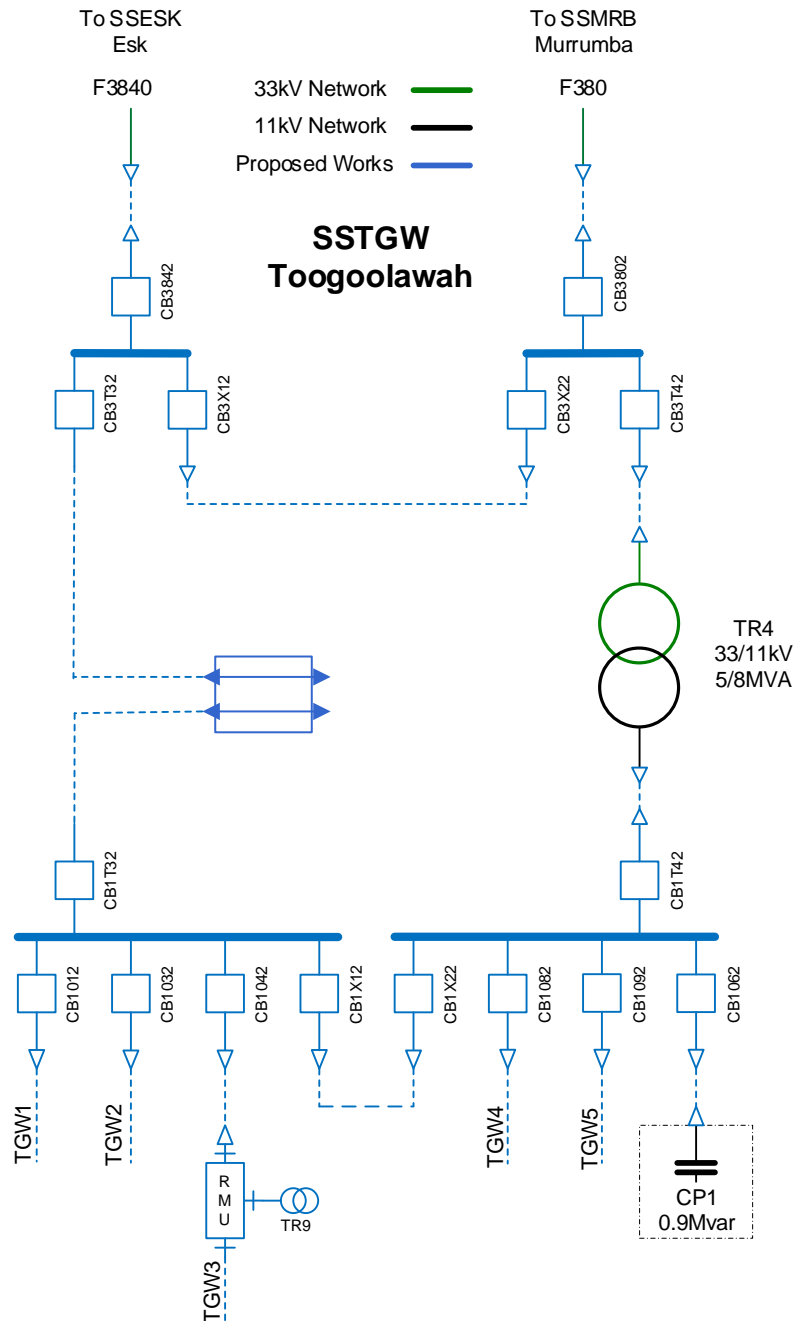 To SSESK
Esk
F3840
To SSMRB
Murrumba
F380
33kV Network
11kV Network
Proposed Works
SSTGW
Toogoolawah
CB3842
CB3802
CB3T32
CB3X12
CB3X22
CB3T42
TR4
33/11kV
5/8MVA
CB1T32
CB1T42
CB1012
CB1032
CB1042
CB1X12
CB1X22
CB1082
CB1092
CB1062
TGW1
TGW2
TGW4
TGW5
R
M
U
TR9
CP1
0.9Mvar
TGW3